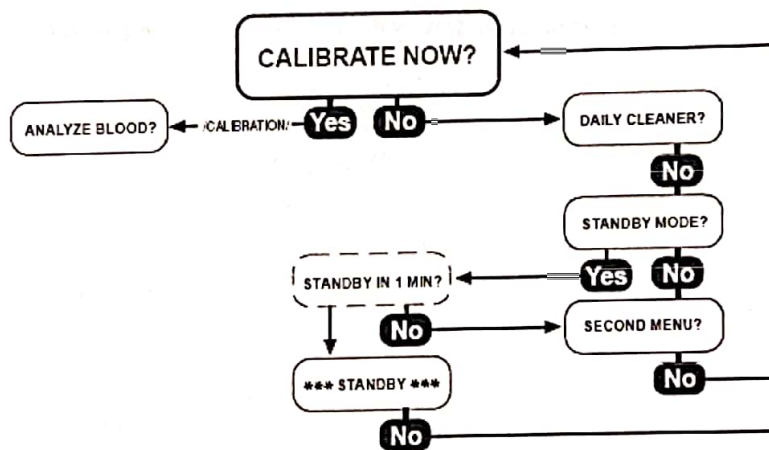 CALIBRATE NOW?
ANALYZE BLOOD?
/CALIBRATION/
Yes
No
DAILY CLEANER?
No
STANDBY MODE?
Yes
No
STANDBY IN 1 MIN?
No
SECOND MENU?
No
*** STANDBY ***
No